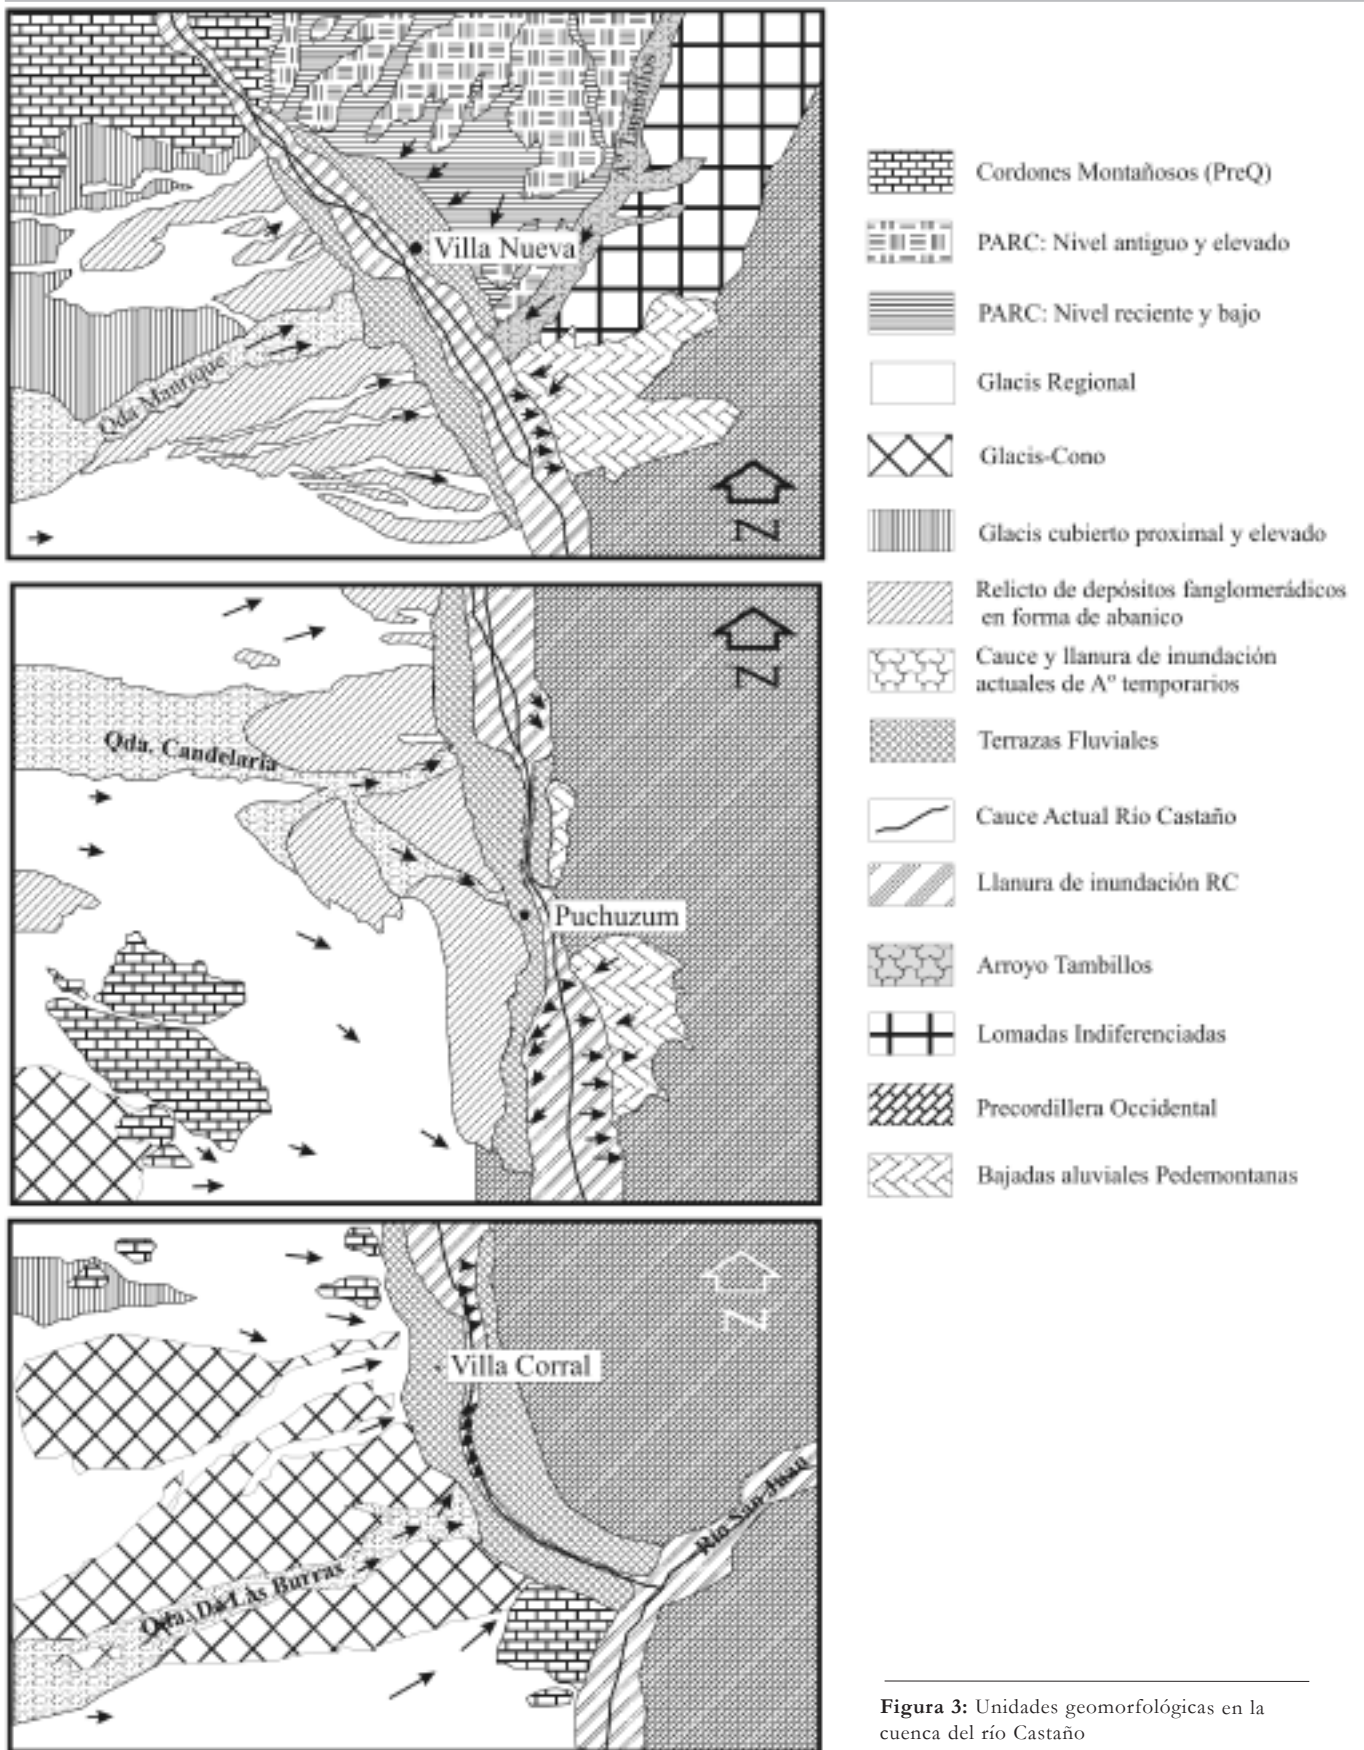 Aº Tambillos
Villa Nueva
Qda Manrique
N
Cordones Montañosos (PreQ)
PARC: Nivel antiguo y elevado
PARC: Nivel reciente y bajo
Glacis Regional
Glacis-Cono
Glacis cubierto proximal y elevado
Relicto de depósitos fanglomerádicos
en forma de abanico
Cauce y llanura de inundación
actuales de Aº temporarios
Terrazas Fluviales
Cauce Actual Río Castaño
Llanura de inundación RC
Arroyo Tambillos
Lomadas Indiferenciadas
Precordillera Occidental
Bajadas aluviales Pedemontanas
N
Qda. Candelaria
Puchuzum
N
Villa Corral
Río San Juan
Qda. Da Làs Burras
Figura 3: Unidades geomorfológicas en la
cuenca del río Castaño